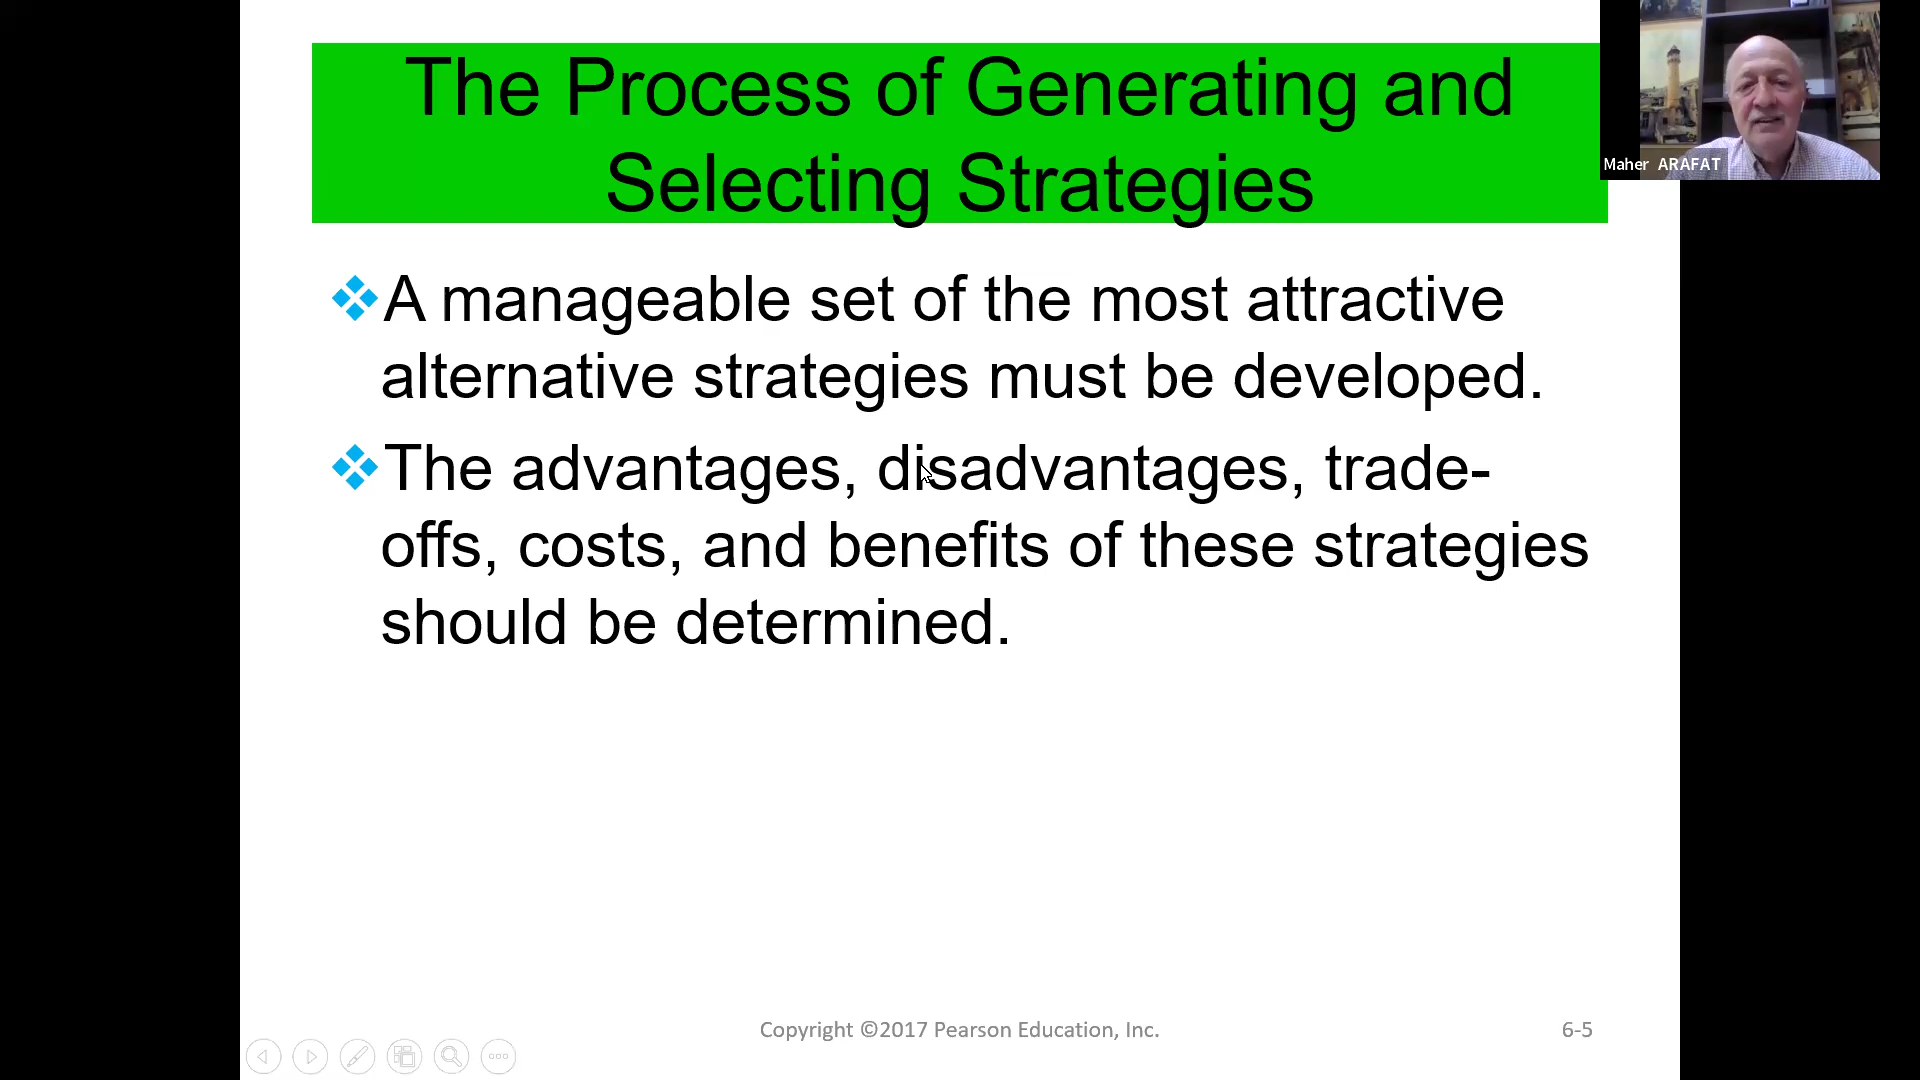 The Process of Generating and
Selecting Strategies
Maher ARAFAT
A manageable set of the most attractive
alternative strategies must be developed.
The advantages, disadvantages, trade-
offs, costs, and benefits of these strategies
should be determined.
Copyright ©2017 Pearson Education, Inc.
6-5